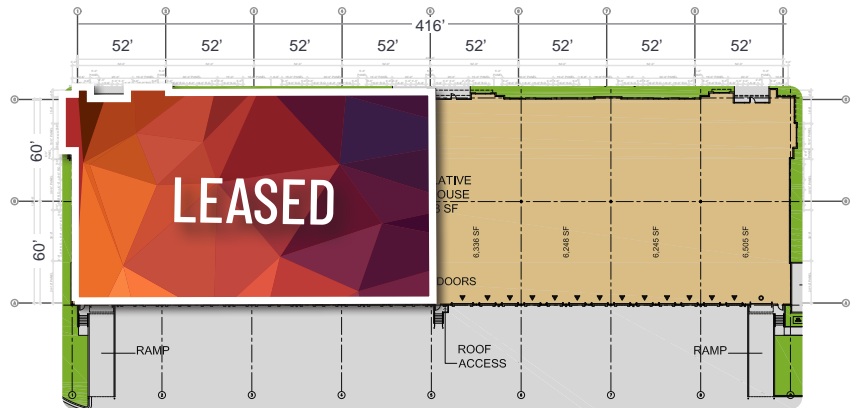 416'
52' 52' 52' 52' 52' 52' 52' 52'
60'
60'
LEASED
ATIVE
OUSE
SF
6,336 SF
6,248 SF
6,245 SF
6,505 SF
DOORS
RAMP
ROOF
ACCESS
RAMP